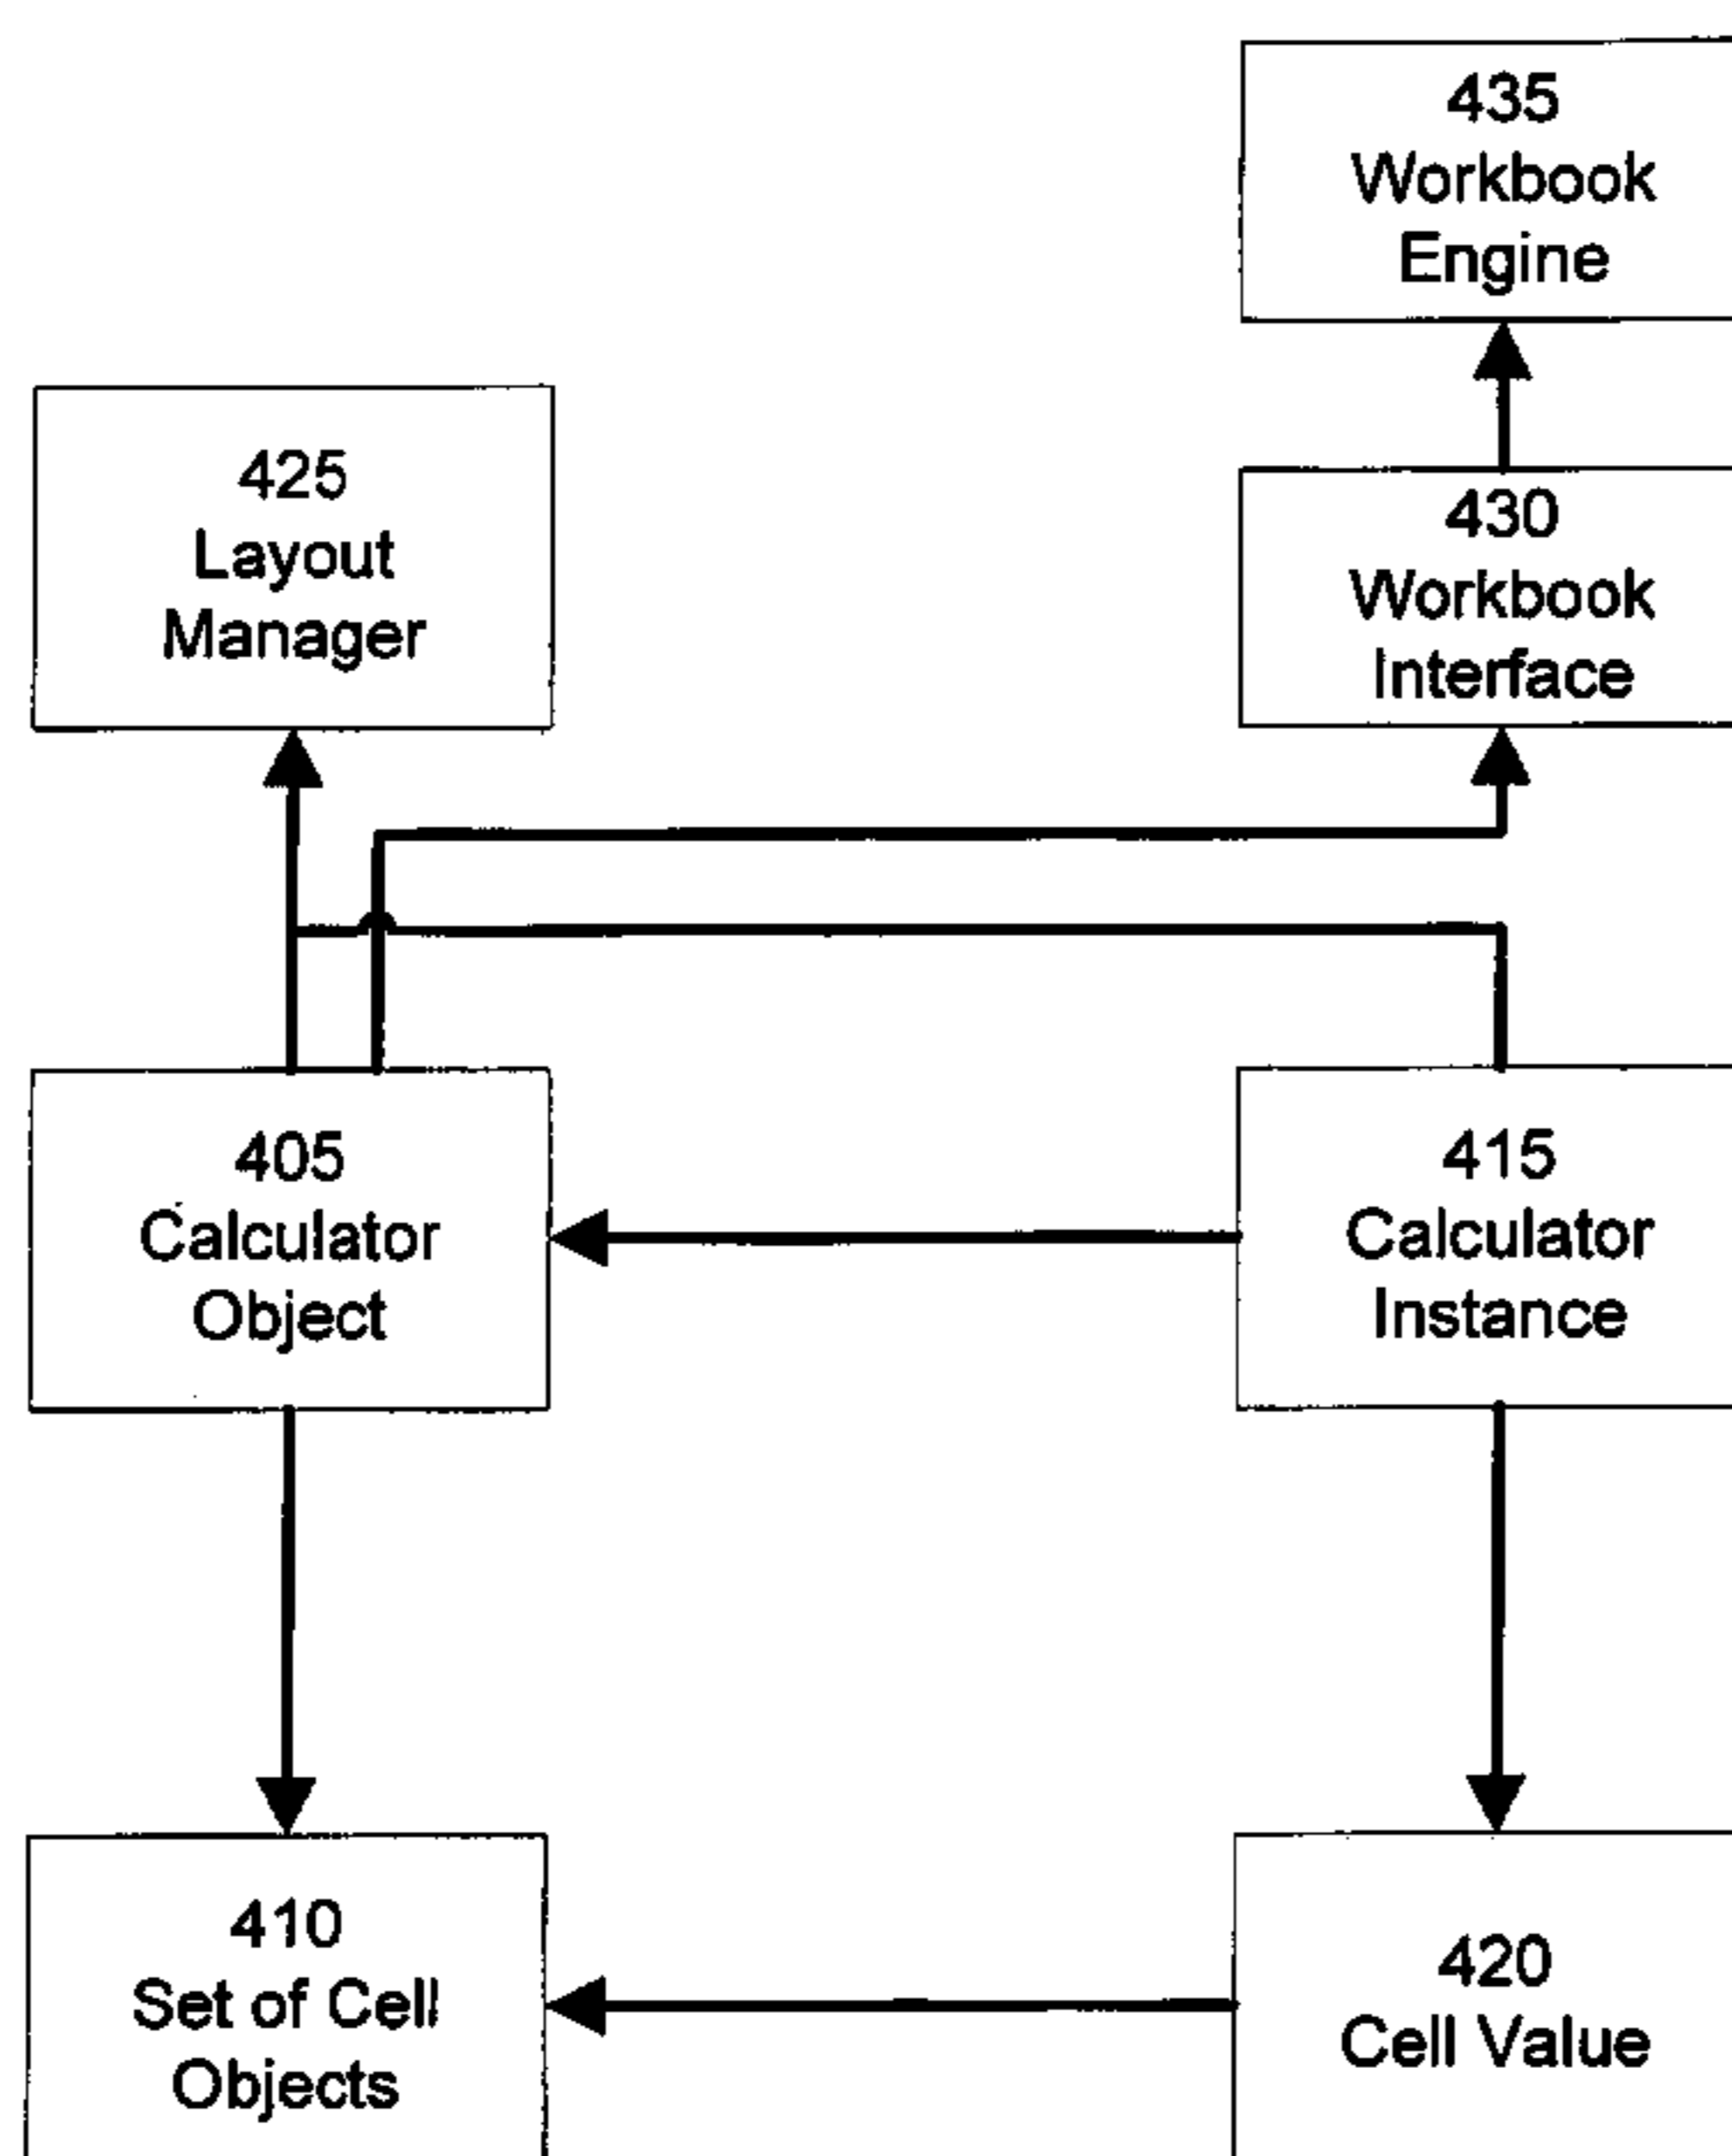 435
Workbook
Engine
425
Layout
Manager
430
Workbook
Interface
405
Calculator
Object
415
Calculator
Instance
410
Set of Cell
Objects
420
Cell Value